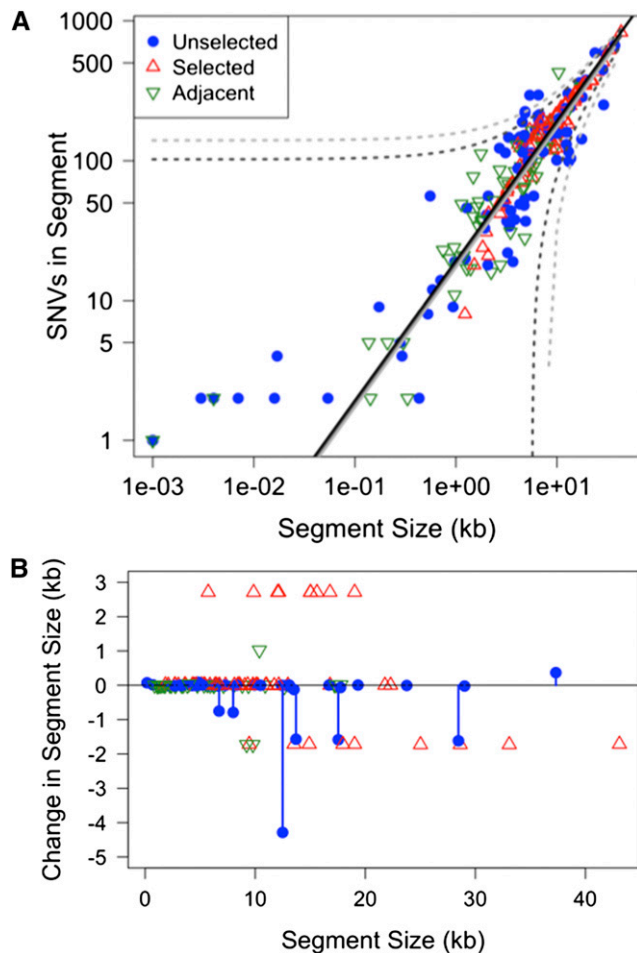 A
SNVs in Segment
1000
500
100
50
10
5
1
Unselected
Selected
Adjacent
1e-03
1e-02
1e-01
1e+00
1e+01
Segment Size (kb)
B
Change in Segment Size (kb)
3
2
1
0
-1
-2
-3
-4
-5
0
10
20
30
40
Segment Size (kb)